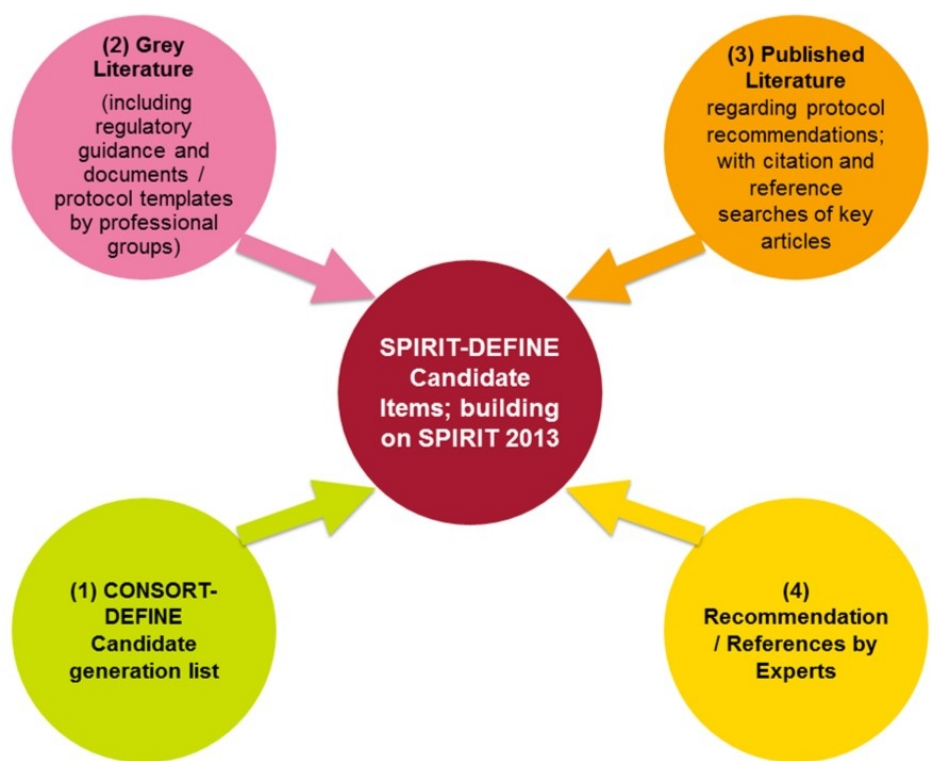 (2) Grey
Literature
(including
regulatory
guidance and
documents /
protocol templates
by professional
groups)
(3) Published
Literature
regarding protocol
recommendations;
with citation and
reference
searches of key
articles
SPIRIT-DEFINE
Candidate
Items; building
on SPIRIT 2013
(1) CONSORT-
DEFINE
Candidate
generation list
(4)
Recommendation
/ References by
Experts